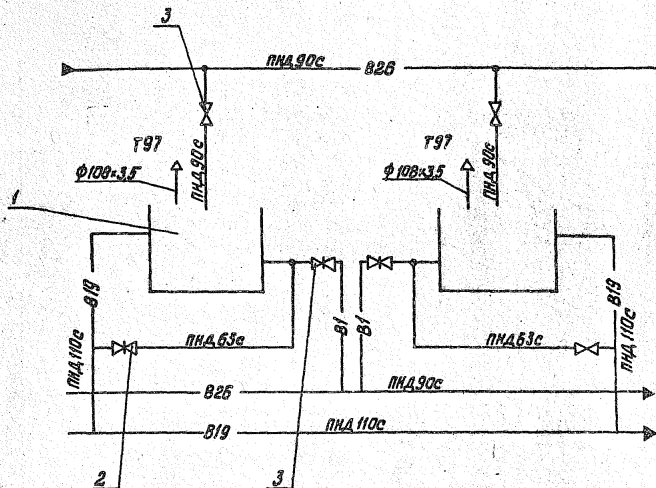 3
ПНД 90с
В26
Т97
Ф108×3,5
ПНД 90с
Т97
Ф108×3,5
ПНД 90с
1
В19
В1
В1
В19
ПНД 110с
ПНД 63с
ПНД 63с
ПНД 110с
В26
ПНД 90с
В19
ПНД 110с
2
3